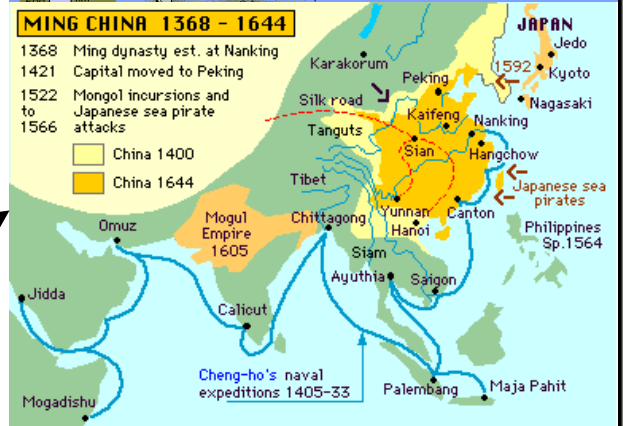 MING CHINA 1368 - 1644
1368 Ming dynasty est. at Nanking
1421 Capital moved to Peking
1522 Mongol incursions and
to Japanese sea pirate
1566 attacks
China 1400
China 1644
JAPAN
Jedo
1592
Kyoto
Nagasaki
Karakorum
Peking
Silk road
Kaifeng
Nanking
Tanguts
Sian
Hangchow
Tibet
Japanese sea
pirates
Yunnan
Canton
Hanoi
Philippines
Sp.1564
Omuz
Mogul
Empire
1605
Chittagong
Siam
Ayuthia
Saigon
Jidda
Calicut
Cheng-ho's naval
expeditions 1405-33
Palembang
Maja Pahit
Mogadishu